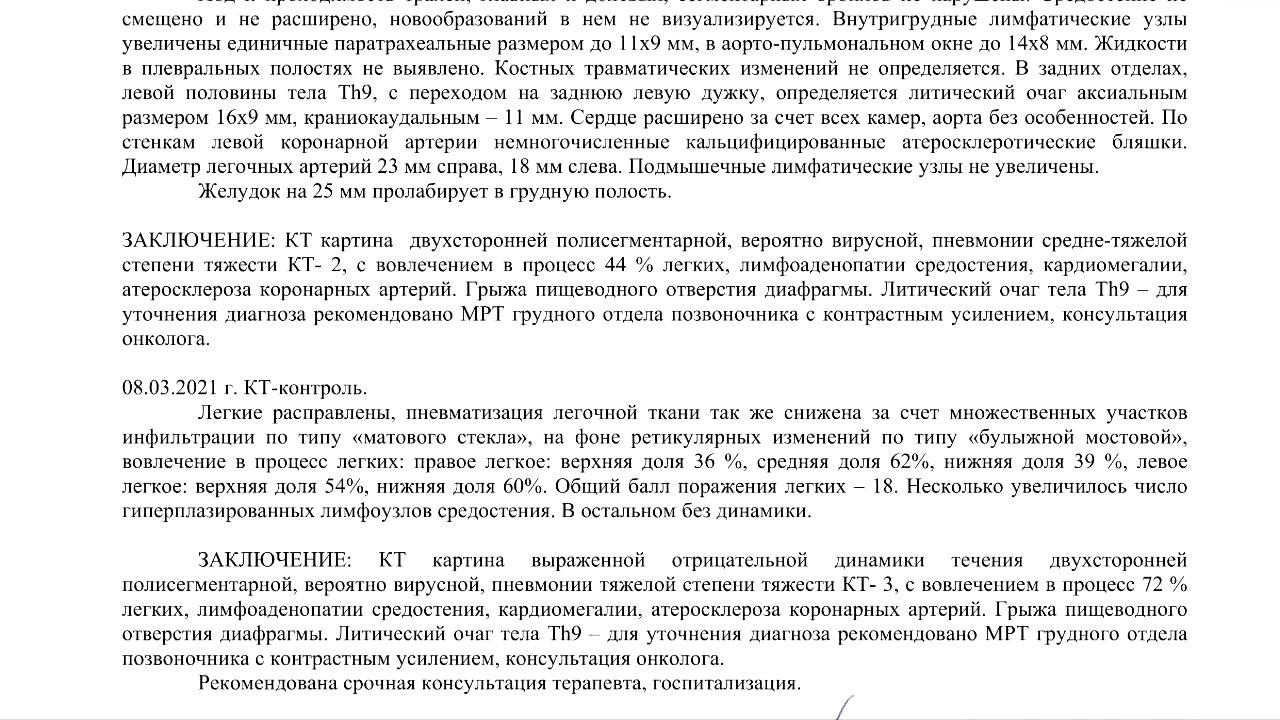 смещено и не расширено, новообразований в нем не визуализируется. Внутригрудные лимфатические узлы
увеличены единичные паратрахеальные размером до 11х9 мм, в аорто-пульмональном окне до 14х8 мм. Жидкости
в плевральных полостях не выявлено. Костных травматических изменений не определяется. В задних отделах,
левой половины тела Th9, с переходом на заднюю левую дужку, определяется литический очаг аксиальным
размером 16х9 мм, краниокаудальным – 11 мм. Сердце расширено за счет всех камер, аорта без особенностей. По
стенкам левой коронарной артерии немногочисленные кальцифицированные атеросклеротические бляшки.
Диаметр легочных артерий 23 мм справа, 18 мм слева. Подмышечные лимфатические узлы не увеличены.
Желудок на 25 мм пролабирует в грудную полость.
ЗАКЛЮЧЕНИЕ: КТ картина двухсторонней полисегментарной, вероятно вирусной, пневмонии средне-тяжелой
степени тяжести КТ- 2, с вовлечением в процесс 44 % легких, лимфоаденопатии средостения, кардиомегалии,
атеросклероза коронарных артерий. Грыжа пищеводного отверстия диафрагмы. Литический очаг тела Th9 – для
уточнения диагноза рекомендовано МРТ грудного отдела позвоночника с контрастным усилением, консультация
онколога.
08.03.2021 г. КТ-контроль.
Легкие расправлены, пневматизация легочной ткани так же снижена за счет множественных участков
инфильтрации по типу «матового стекла», на фоне ретикулярных изменений по типу «булыжной мостовой»,
вовлечение в процесс легких: правое легкое: верхняя доля 36 %, средняя доля 62%, нижняя доля 39 %, левое
легкое: верхняя доля 54%, нижняя доля 60%. Общий балл поражения легких – 18. Несколько увеличилось число
гиперплазированных лимфоузлов средостения. В остальном без динамики.
ЗАКЛЮЧЕНИЕ: КТ картина выраженной отрицательной динамики течения двухсторонней
полисегментарной, вероятно вирусной, пневмонии тяжелой степени тяжести КТ- 3, с вовлечением в процесс 72 %
легких, лимфоаденопатии средостения, кардиомегалии, атеросклероза коронарных артерий. Грыжа пищеводного
отверстия диафрагмы. Литический очаг тела Th9 – для уточнения диагноза рекомендовано МРТ грудного отдела
позвоночника с контрастным усилением, консультация онколога.
Рекомендована срочная консультация терапевта, госпитализация.